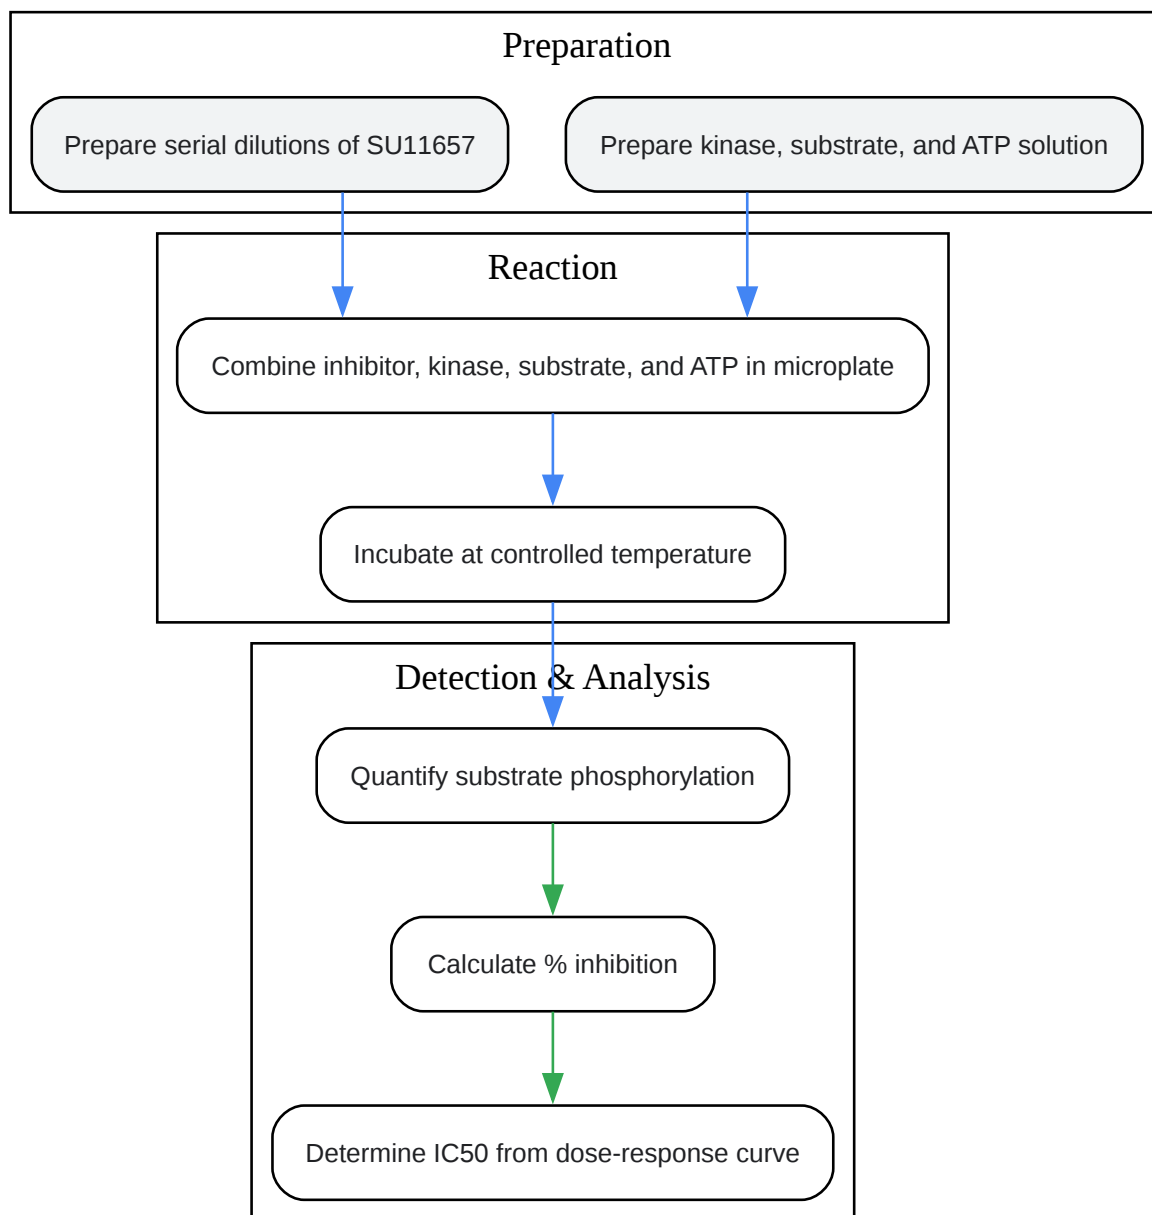 Preparation
Prepare serial dilutions of SU11657
Prepare kinase, substrate, and ATP solution
Reaction
Combine inhibitor, kinase, substrate, and ATP in microplate
Incubate at controlled temperature
Detection & Analysis
Quantify substrate phosphorylation
Calculate % inhibition
Determine IC50 from dose-response curve